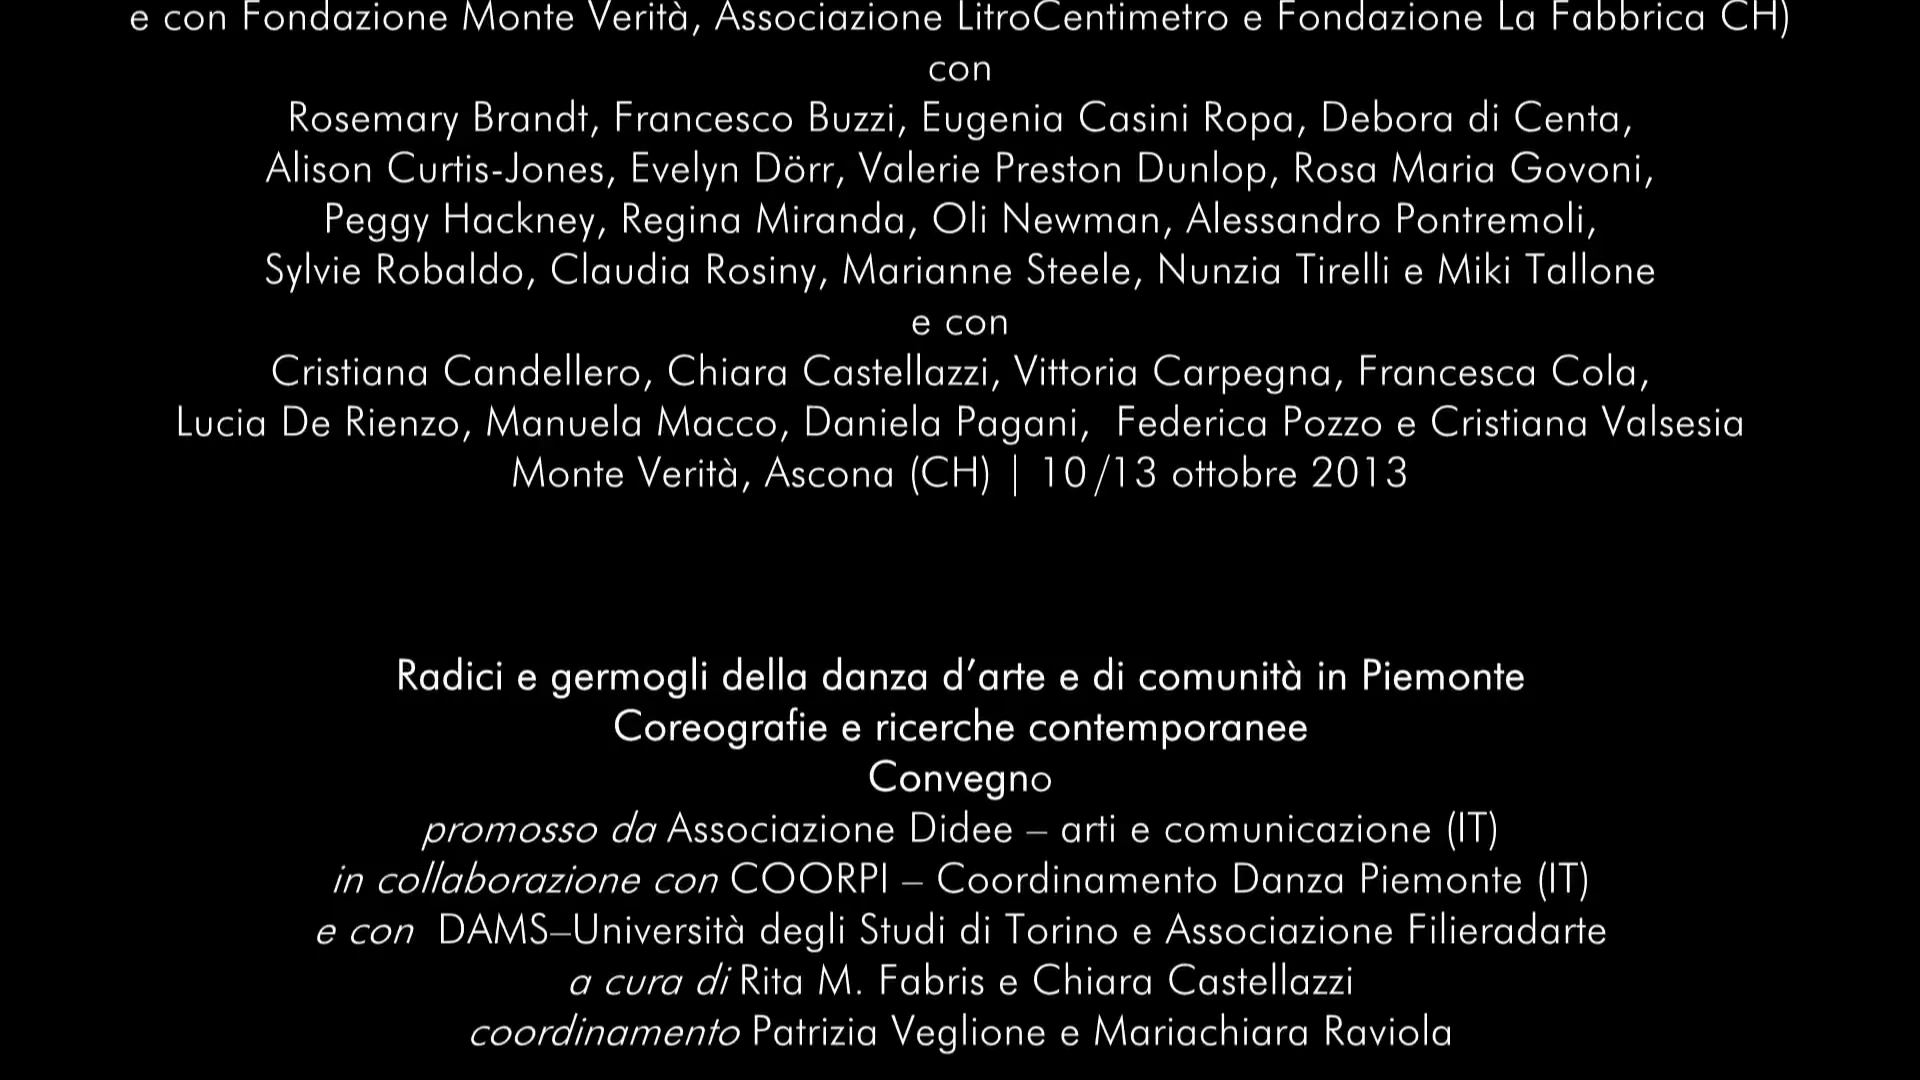 e con Fondazione Monte Verità, Associazione LitroCentimetro e Fondazione La Fabbrica CH)
con
Rosemary Brandt, Francesco Buzzi, Eugenia Casini Ropa, Debora di Centa,
Alison Curtis-Jones, Evelyn Dörr, Valerie Preston Dunlop, Rosa Maria Govoni,
Peggy Hackney, Regina Miranda, Oli Newman, Alessandro Pontremoli,
Sylvie Robaldo, Claudia Rosiny, Marianne Steele, Nunzia Tirelli e Miki Tallone
e con
Cristiana Candellero, Chiara Castellazzi, Vittoria Carpegna, Francesca Cola,
Lucia De Rienzo, Manuela Macco, Daniela Pagani, Federica Pozzo e Cristiana Valsesia
Monte Verità, Ascona (CH) | 10/13 ottobre 2013
Radici e germogli della danza d’arte e di comunità in Piemonte
Coreografie e ricerche contemporanee
Convegno
promosso da Associazione Didee – arti e comunicazione (IT)
in collaborazione con COORPI – Coordinamento Danza Piemonte (IT)
e con DAMS–Università degli Studi di Torino e Associazione Filieradarte
a cura di Rita M. Fabris e Chiara Castellazzi
coordinamento Patrizia Veglione e Mariachiara Raviola